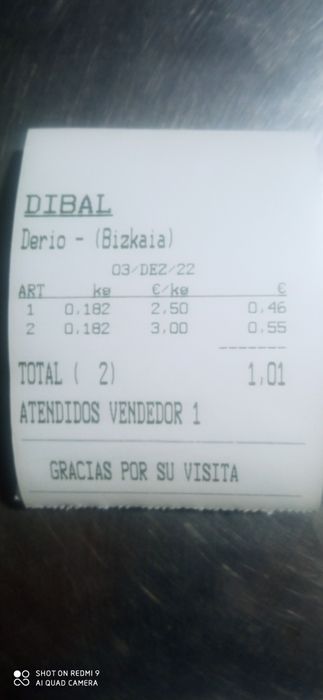 DIBAL
Derio - (Bizkaia)
03/DEZ/22
ART kg €/kg €
1 0.182 2.50 0.46
2 0.182 3.00 0.55
-------
TOTAL ( 2) 1.01
ATENDIDOS VENDEDOR 1
GRACIAS POR SU VISITA
SHOT ON REDMI 9
AI QUAD CAMERA